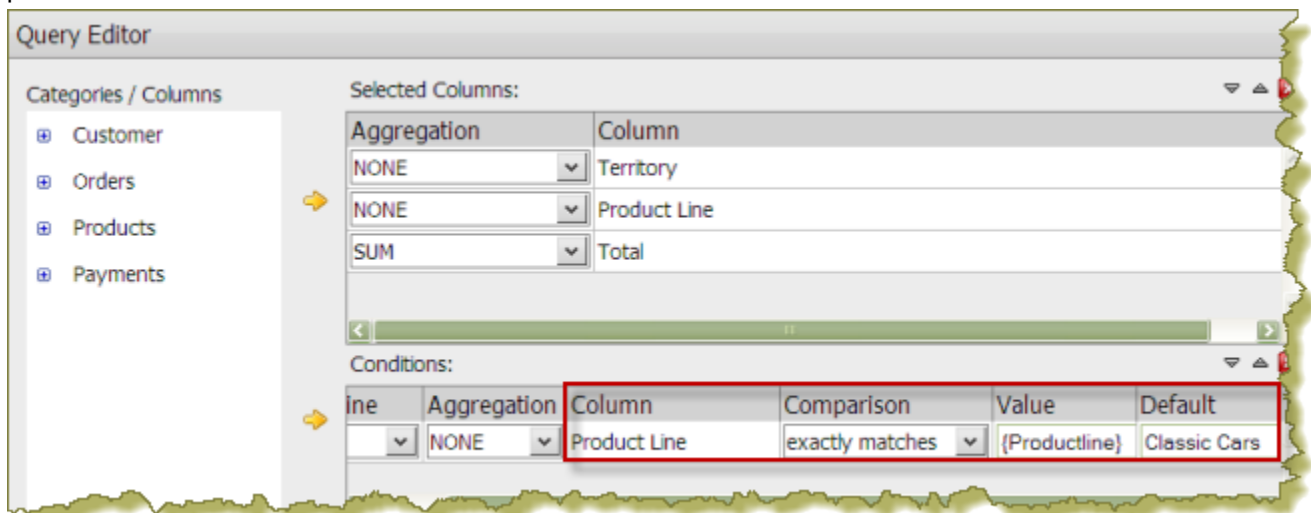 Query Editor
Categories / Columns
Customer
Orders
Products
Payments
Selected Columns:
Aggregation Column
NONE Territory
NONE Product Line
SUM Total
Conditions:
ine Aggregation Column Comparison Value Default
NONE Product Line exactly matches {Productline} Classic Cars